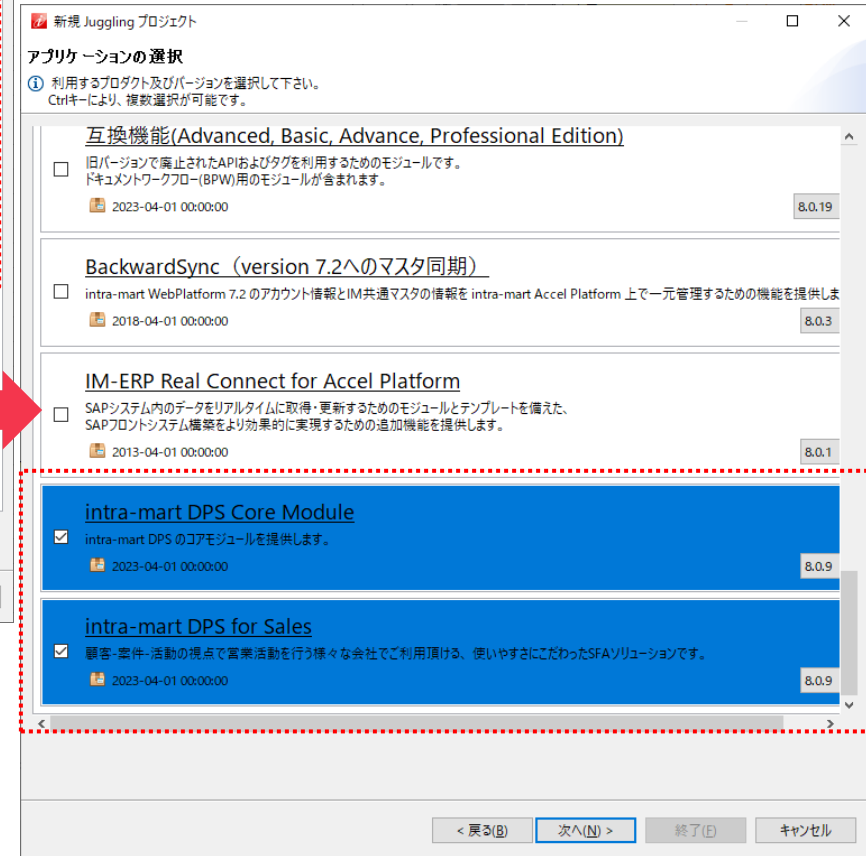 新規 Juggling プロジェクト
アプリケーションの選択
利用するプロダクト及びバージョンを選択して下さい。
Ctrlキーにより、複数選択が可能です。
互換機能(Advanced, Basic, Advance, Professional Edition)
旧バージョンで廃止されたAPIおよびタグを利用するためのモジュールです。
ドキュメントワークフロー(BPW)用のモジュールが含まれます。
2023-04-01 00:00:00
8.0.19
BackwardSync（version 7.2へのマスタ同期）
intra-mart WebPlatform 7.2 のアカウント情報とIM共通マスタの情報を intra-mart Accel Platform 上で一元管理するための機能を提供しま
2018-04-01 00:00:00
8.0.3
IM-ERP Real Connect for Accel Platform
SAPシステム内のデータをリアルタイムに取得・更新するためのモジュールとテンプレートを備えた、
SAPフロントシステム構築をより効果的に実現するための追加機能を提供します。
2013-04-01 00:00:00
8.0.1
intra-mart DPS Core Module
intra-mart DPS のコアモジュールを提供します。
2023-04-01 00:00:00
8.0.9
intra-mart DPS for Sales
顧客-案件-活動の視点で営業活動を行う様々な会社でご利用頂ける、使いやすさにこだわったSFAソリューションです。
2023-04-01 00:00:00
8.0.9
< 戻る(B)
次へ(N) >
終了(F)
キャンセル